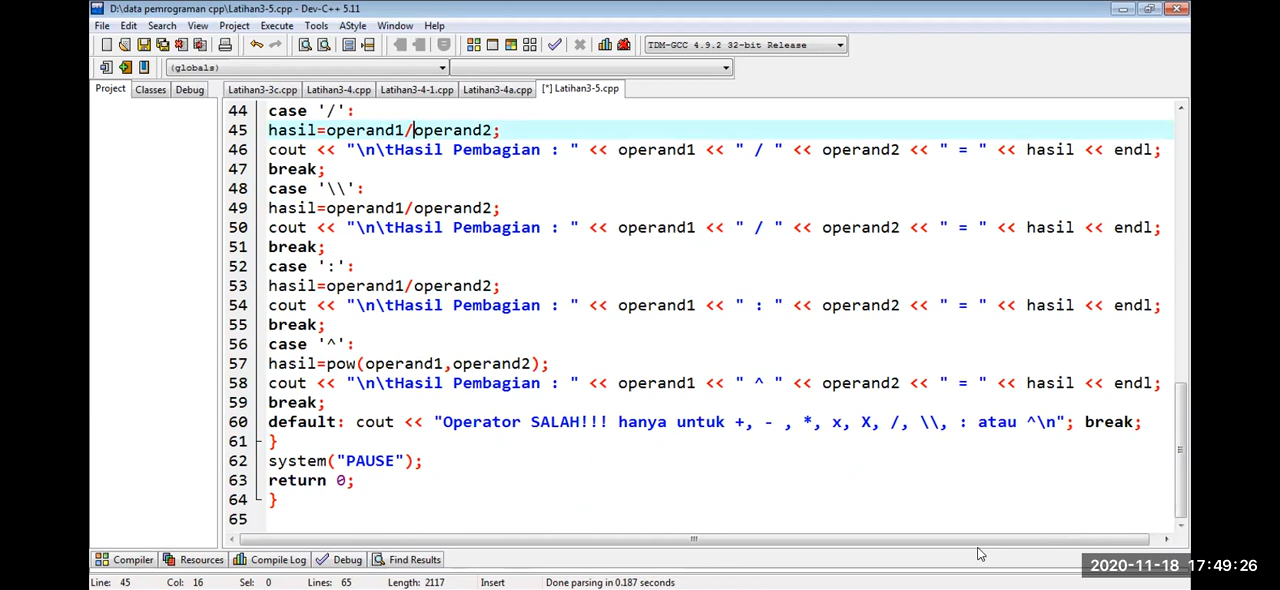 D:\data pemrograman cpp\Latihan3-5.cpp - Dev-C++ 5.11
File Edit Search View Project Execute Tools AStyle Window Help
TDM-GCC 4.9.2 32-bit Release
(globals)
Project Classes Debug Latihan3-3c.cpp Latihan3-4.cpp Latihan3-4-1.cpp Latihan3-4a.cpp [*] Latihan3-5.cpp
44 case '/':
45 hasil=operand1/operand2;
46 cout << "\n\tHasil Pembagian : " << operand1 << " / " << operand2 << " = " << hasil << endl;
47 break;
48 case '\\':
49 hasil=operand1/operand2;
50 cout << "\n\tHasil Pembagian : " << operand1 << " / " << operand2 << " = " << hasil << endl;
51 break;
52 case ':':
53 hasil=operand1/operand2;
54 cout << "\n\tHasil Pembagian : " << operand1 << " : " << operand2 << " = " << hasil << endl;
55 break;
56 case '^':
57 hasil=pow(operand1,operand2);
58 cout << "\n\tHasil Pembagian : " << operand1 << " ^ " << operand2 << " = " << hasil << endl;
59 break;
60 default: cout << "Operator SALAH!!! hanya untuk +, - , *, x, X, /, \\, : atau ^\n"; break;
61 }
62 system("PAUSE");
63 return 0;
64 }
65
Compiler Resources Compile Log Debug Find Results
2020-11-18 17:49:26
Line: 45 Col: 16 Sel: 0 Lines: 65 Length: 2117 Insert Done parsing in 0.187 seconds